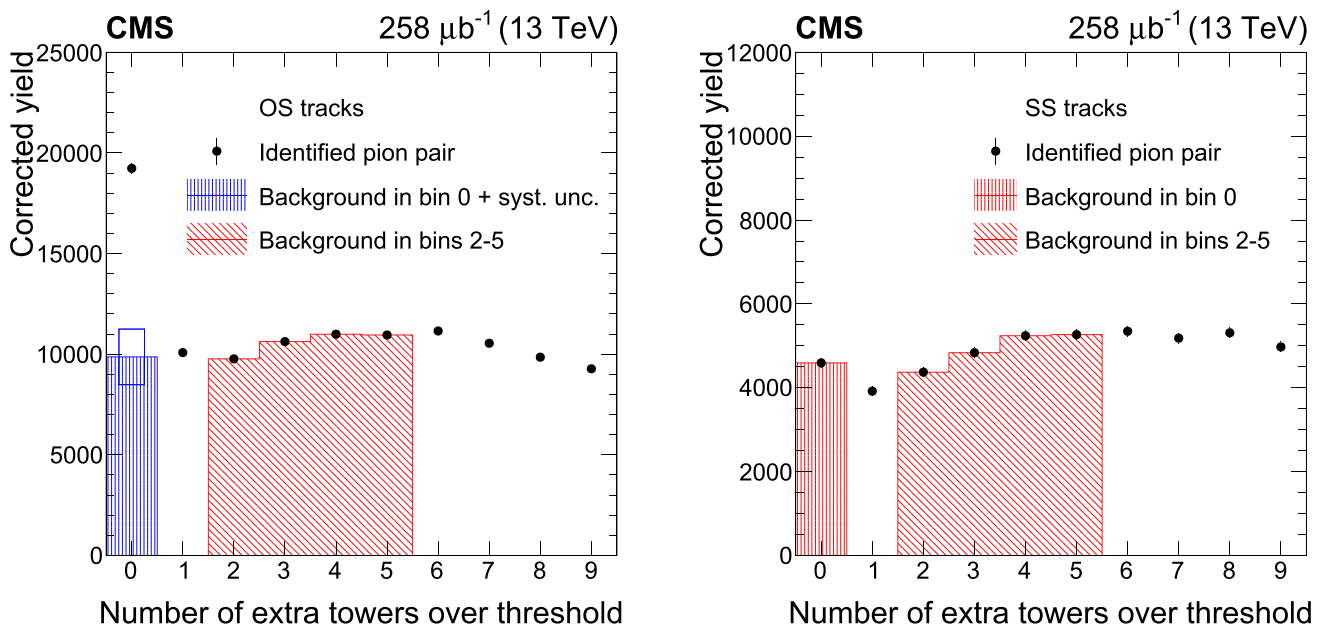 CMS 258 μb⁻¹ (13 TeV)
Corrected yield
25000
20000
15000
10000
5000
0
OS tracks
Identified pion pair
Background in bin 0 + syst. unc.
Background in bins 2-5
0 1 2 3 4 5 6 7 8 9
Number of extra towers over threshold
CMS 258 μb⁻¹ (13 TeV)
Corrected yield
12000
10000
8000
6000
4000
2000
0
SS tracks
Identified pion pair
Background in bin 0
Background in bins 2-5
0 1 2 3 4 5 6 7 8 9
Number of extra towers over threshold